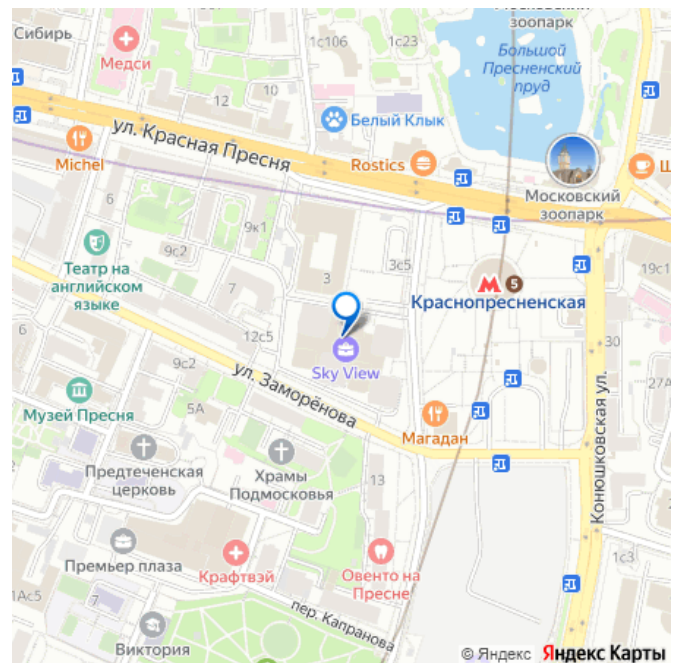 Московский
зоопарк
Сибирь
1с106
1с23
Медси
Большой
Пресненский
пруд
12
10
Белый Клык
ул. Красная Пресня
Michel
Rostics
Ш
Московский
зоопарк
6
9к1
9с2
Театр на
английском
языке
3
3с5
7
М
5
Краснопресненская
19с1
6
12с5
Sky View
30
9с2
ул. Заморёнова
27А
Музей Пресня
5А
Магадан
Предтеченская
церковь
Храмы
Подмосковья
13
Конюшковская ул.
Премьер плаза
Крафтвэй
Овенто на
Пресне
1с3
1Ас5
7
пер. Капранова
Виктория
© Яндекс Яндекс Карты